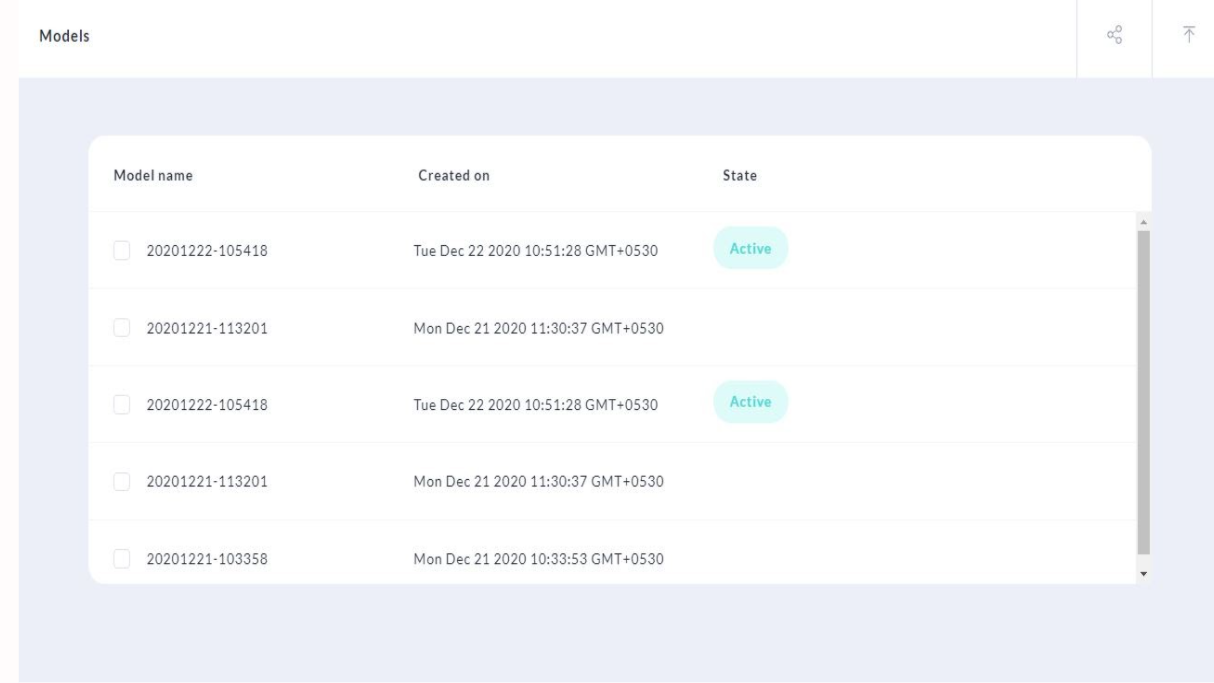 Models
Model name Created on State
20201222-105418 Tue Dec 22 2020 10:51:28 GMT+0530 Active
20201221-113201 Mon Dec 21 2020 11:30:37 GMT+0530
20201222-105418 Tue Dec 22 2020 10:51:28 GMT+0530 Active
20201221-113201 Mon Dec 21 2020 11:30:37 GMT+0530
20201221-103358 Mon Dec 21 2020 10:33:53 GMT+0530